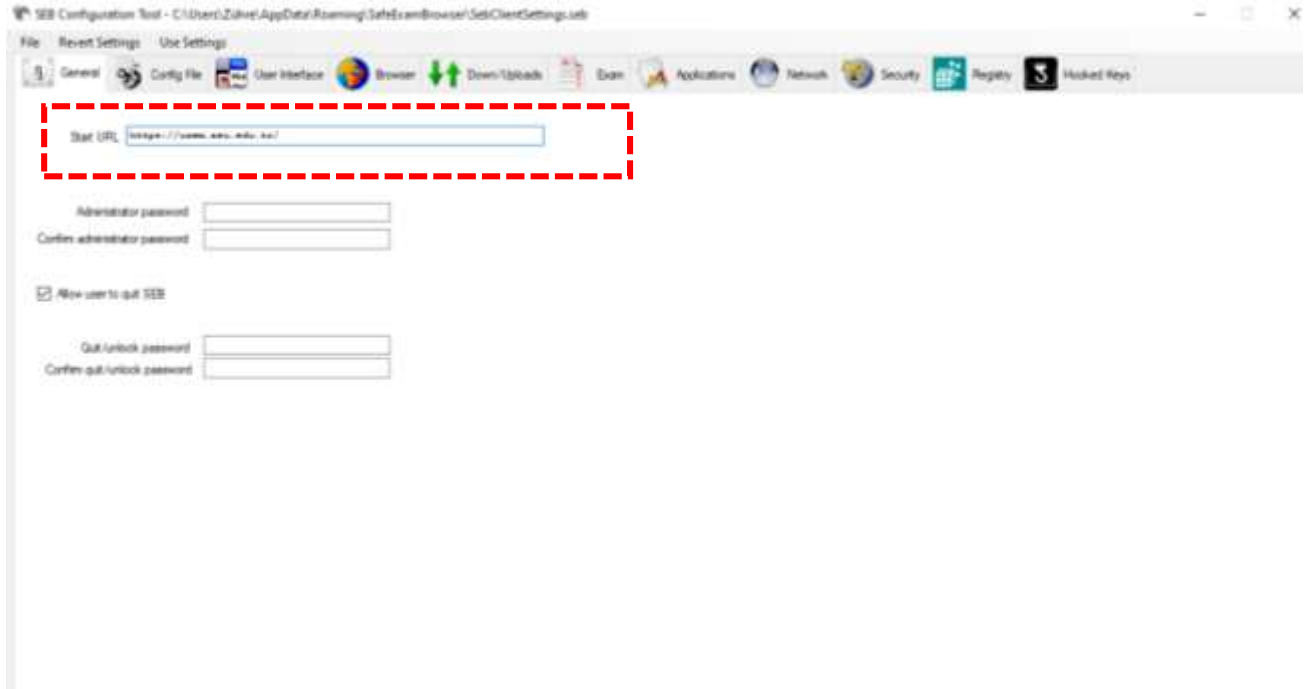 SEB Configuration Tool - C:\Users\Zühre\AppData\Roaming\SafeExamBrowser\SebClientSettings.seb
File Revert Settings Use Settings
General Config File User Interface Browser Down/Uploads Exam Applications Network Security Registry Hooked Keys
Start URL
Administrator password
Confirm administrator password
Allow user to quit SEB
Quit/unlock password
Confirm quit/unlock password